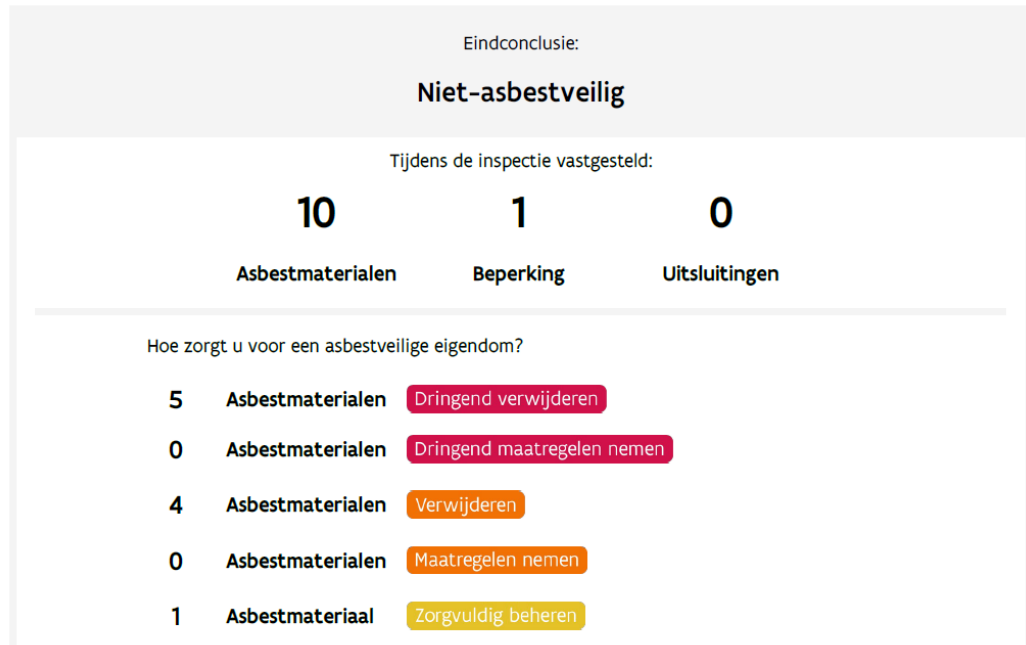 Eindconclusie:
Niet-asbestveilig
Tijdens de inspectie vastgesteld:
10 1 0
Asbestmaterialen Beperking Uitsluitingen
Hoe zorgt u voor een asbestveilige eigendom?
5 Asbestmaterialen Dringend verwijderen
0 Asbestmaterialen Dringend maatregelen nemen
4 Asbestmaterialen Verwijderen
0 Asbestmaterialen Maatregelen nemen
1 Asbestmateriaal Zorgvuldig beheren